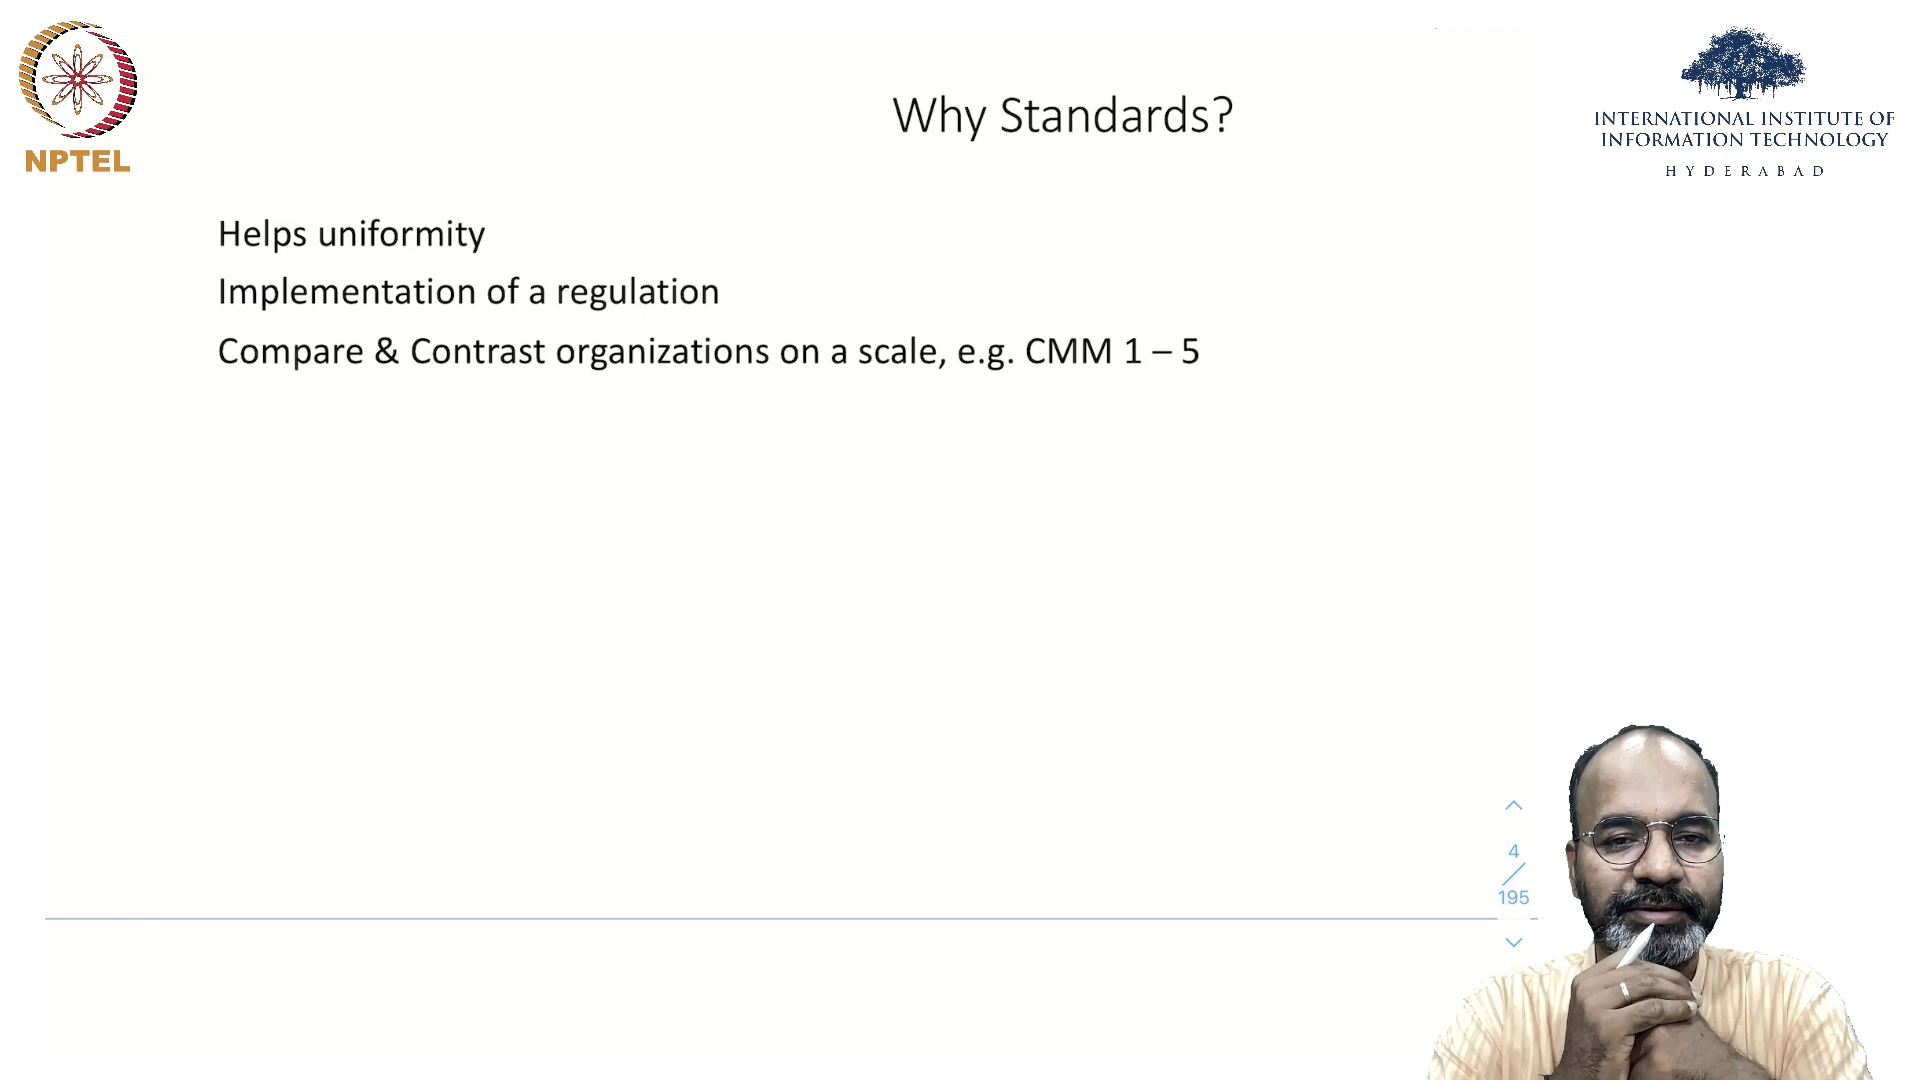 NPTEL
Why Standards?
INTERNATIONAL INSTITUTE OF
INFORMATION TECHNOLOGY
HYDERABAD
Helps uniformity
Implementation of a regulation
Compare & Contrast organizations on a scale, e.g. CMM 1 – 5
4
195